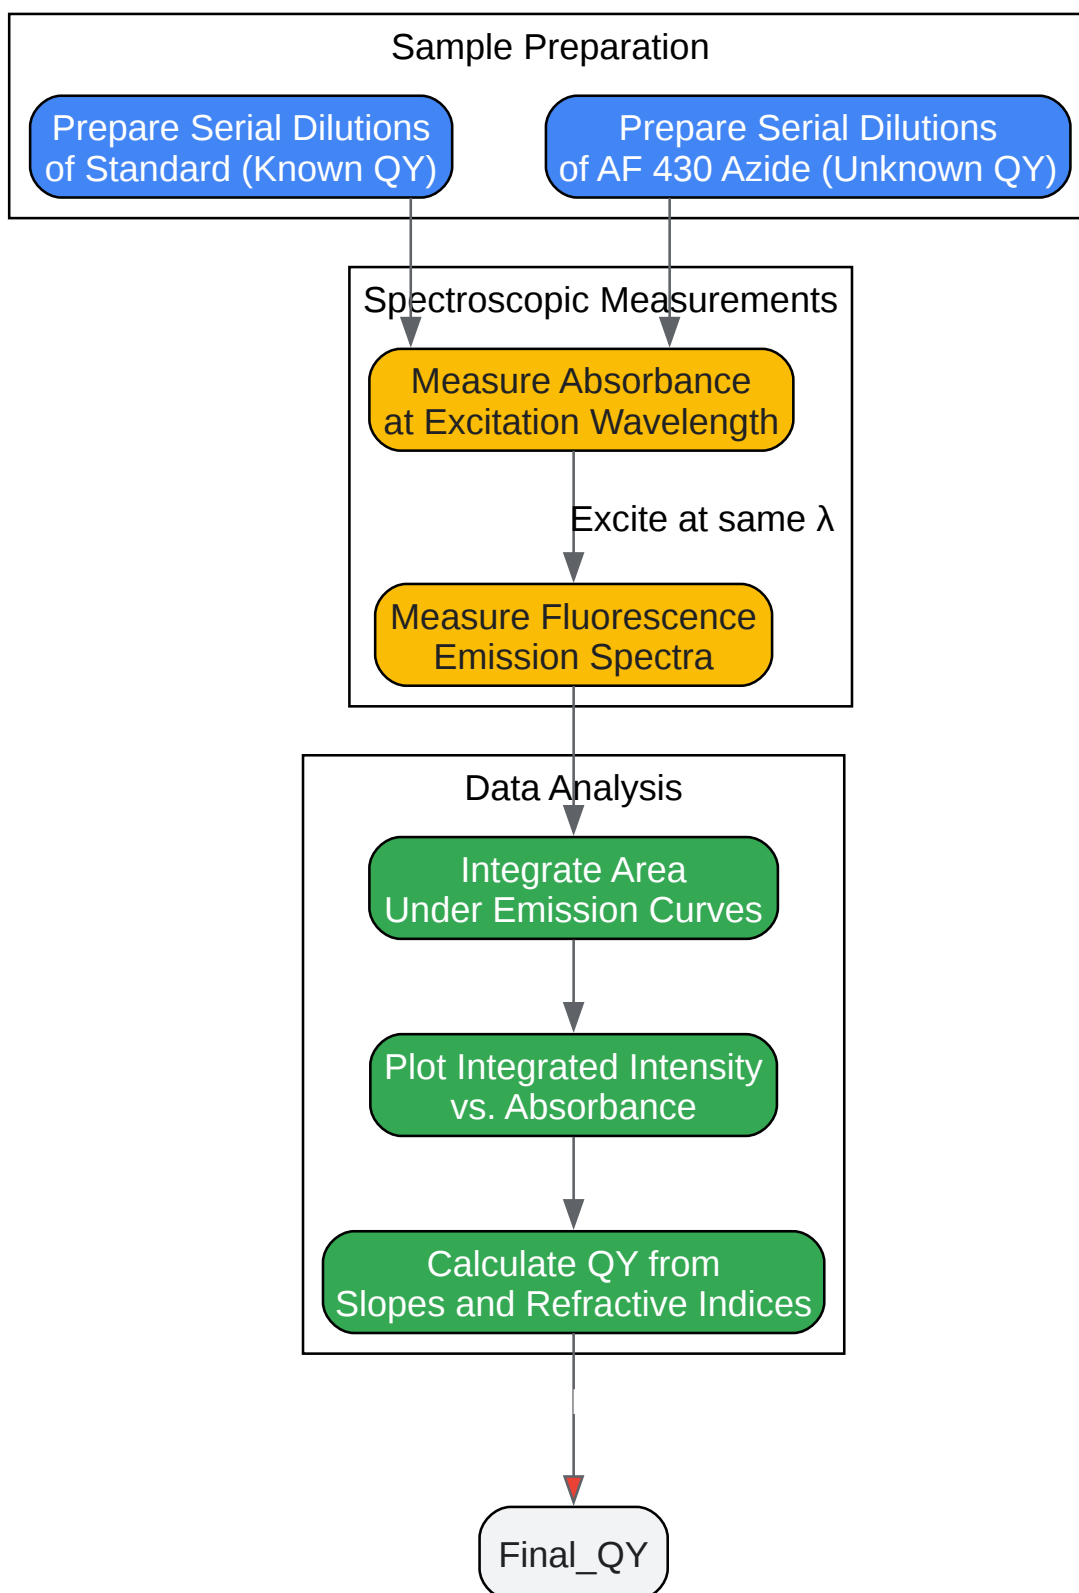 Sample Preparation
Prepare Serial Dilutions
of Standard (Known QY)
Prepare Serial Dilutions
of AF 430 Azide (Unknown QY)
Spectroscopic Measurements
Measure Absorbance
at Excitation Wavelength
Excite at same λ
Measure Fluorescence
Emission Spectra
Data Analysis
Integrate Area
Under Emission Curves
Plot Integrated Intensity
vs. Absorbance
Calculate QY from
Slopes and Refractive Indices
Final_QY